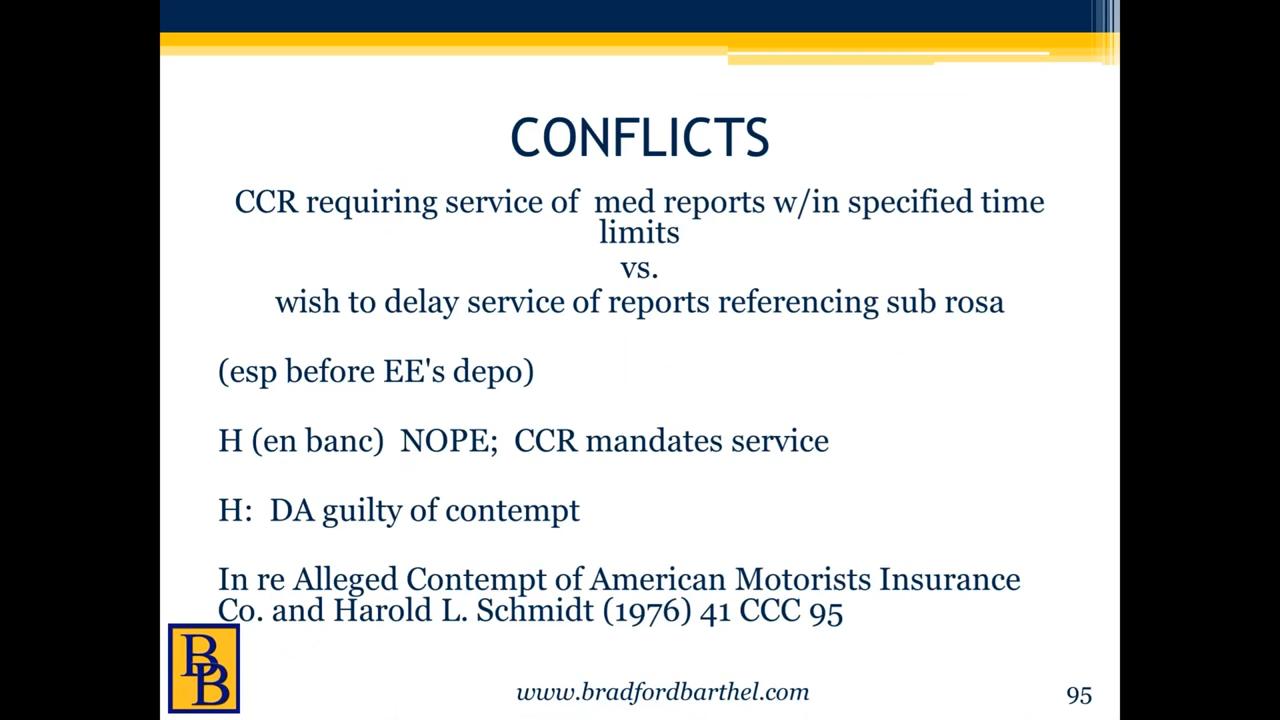 CONFLICTS
CCR requiring service of med reports w/in specified time
limits
vs.
wish to delay service of reports referencing sub rosa
(esp before EE's depo)
H (en banc) NOPE; CCR mandates service
H: DA guilty of contempt
In re Alleged Contempt of American Motorists Insurance
Co. and Harold L. Schmidt (1976) 41 CCC 95
BB
www.bradfordbarthel.com
95